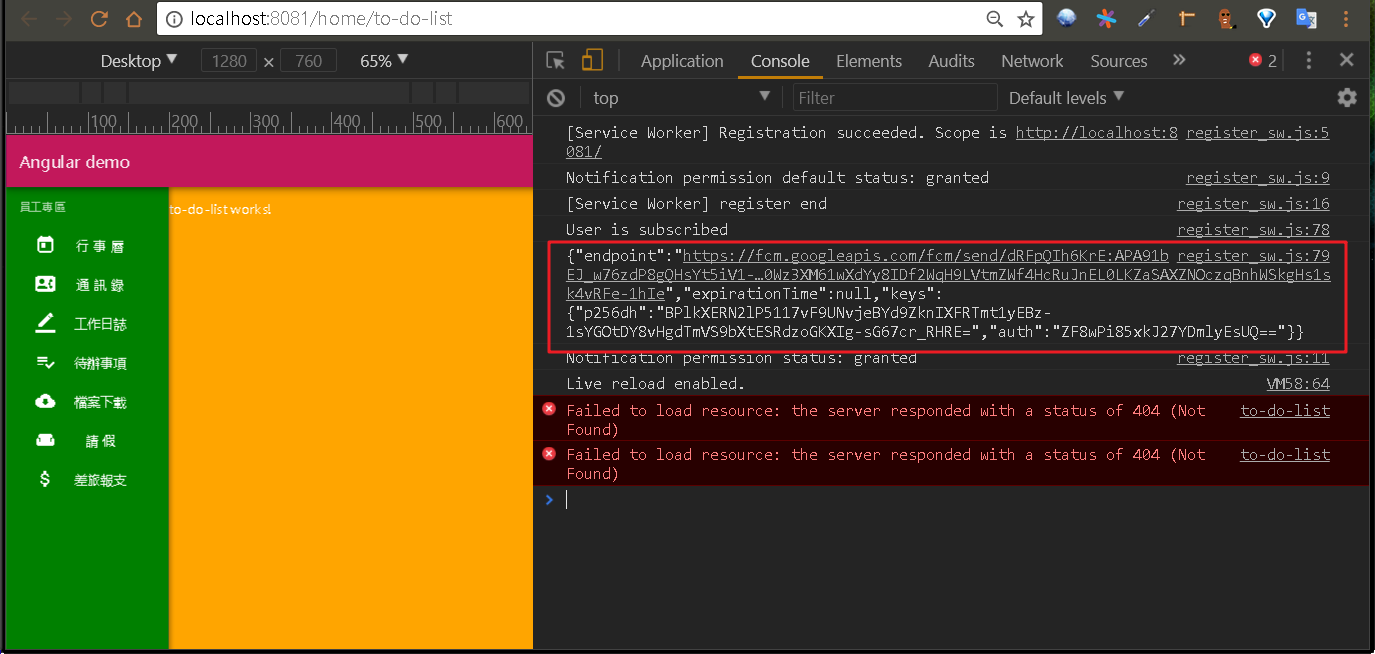 localhost:8081/home/to-do-list
Desktop 1280 × 760 65%
Application Console Elements Audits Network Sources » 2
top Filter Default levels
100 200 300 400 500 600
Angular demo
員工專區
行 事 曆
通 訊 錄
工作日誌
待辦事項
檔案下載
請 假
差旅報支
to-do-list works!
[Service Worker] Registration succeeded. Scope is http://localhost:8 register_sw.js:5
081/
Notification permission default status: granted register_sw.js:9
[Service Worker] register end register_sw.js:16
User is subscribed register_sw.js:78
{"endpoint":"https://fcm.googleapis.com/fcm/send/dRFpQIh6KrE:APA91b register_sw.js:79
EJ_w76zdP8gQHsYt5iV1-…0Wz3XM61wXdYy8IDf2WqH9LVtmZWf4HcRuJnEL0LKZaSAXZNOczqBnhWSkgHs1s
k4vRFe-1hIe","expirationTime":null,"keys":
{"p256dh":"BPlkXERN2lP5117vF9UNvjeBYd9ZknIXFRTmt1yEBz-
1sYGOtDY8vHgdTmVS9bXtESRdzoGKXIg-sG67cr_RHRE=","auth":"ZF8wPi85xkJ27YDmlyEsUQ=="}}
Notification permission status: granted register_sw.js:11
Live reload enabled. VM58:64
Failed to load resource: the server responded with a status of 404 (Not to-do-list
Found)
Failed to load resource: the server responded with a status of 404 (Not to-do-list
Found)